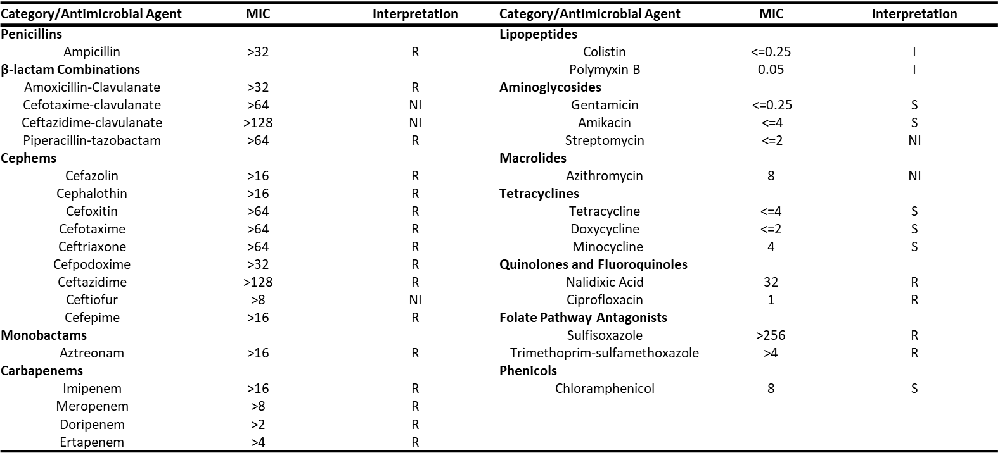 Category/Antimicrobial Agent MIC Interpretation Category/Antimicrobial Agent MIC Interpretation
Penicillins Lipopeptides
Ampicillin >32 R Colistin <=0.25 I
β-lactam Combinations Polymyxin B 0.05 I
Amoxicillin-Clavulanate >32 R Aminoglycosides
Cefotaxime-clavulanate >64 NI Gentamicin <=0.25 S
Ceftazidime-clavulanate >128 NI Amikacin <=4 S
Piperacillin-tazobactam >64 R Streptomycin <=2 NI
Cephems Macrolides
Cefazolin >16 R Azithromycin 8 NI
Cephalothin >16 R Tetracyclines
Cefoxitin >64 R Tetracycline <=4 S
Cefotaxime >64 R Doxycycline <=2 S
Ceftriaxone >64 R Minocycline 4 S
Cefpodoxime >32 R Quinolones and Fluoroquinoles
Ceftazidime >128 R Nalidixic Acid 32 R
Ceftiofur >8 NI Ciprofloxacin 1 R
Cefepime >16 R Folate Pathway Antagonists
Monobactams Sulfisoxazole >256 R
Aztreonam >16 R Trimethoprim-sulfamethoxazole >4 R
Carbapenems Phenicols
Imipenem >16 R Chloramphenicol 8 S
Meropenem >8 R
Doripenem >2 R
Ertapenem >4 R